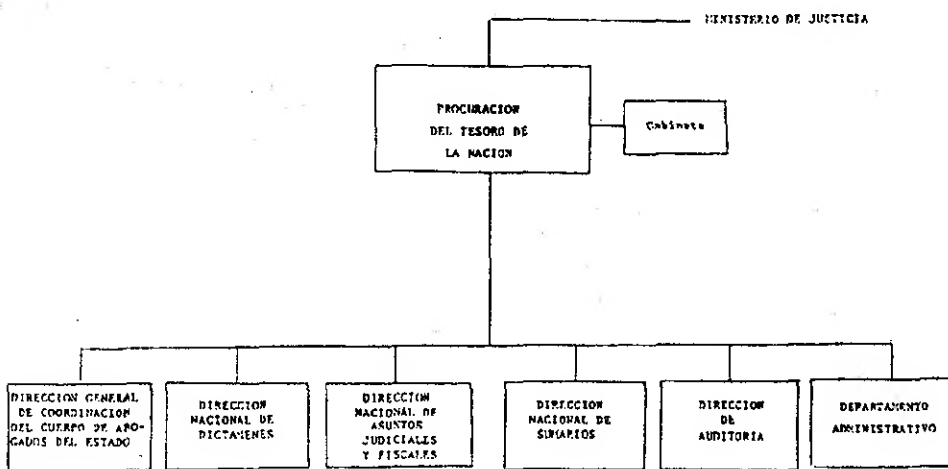 MINISTERIO DE JUSTICIA
PROCURACION
DEL TESORO DE
LA NACION
Gabinete
DIRECCION GENERAL
DE COORDINACION
DEL CUERPO DE ABO-
GADOS DEL ESTADO
DIRECCION
NACIONAL DE
DICTAMENES
DIRECCION
NACIONAL DE
ASUNTOS
JUDICIALES
Y FISCALES
DIRECCION
NACIONAL DE
SUMARIOS
DIRECCION
DE
AUDITORIA
DEPARTAMENTO
ADMINISTRATIVO